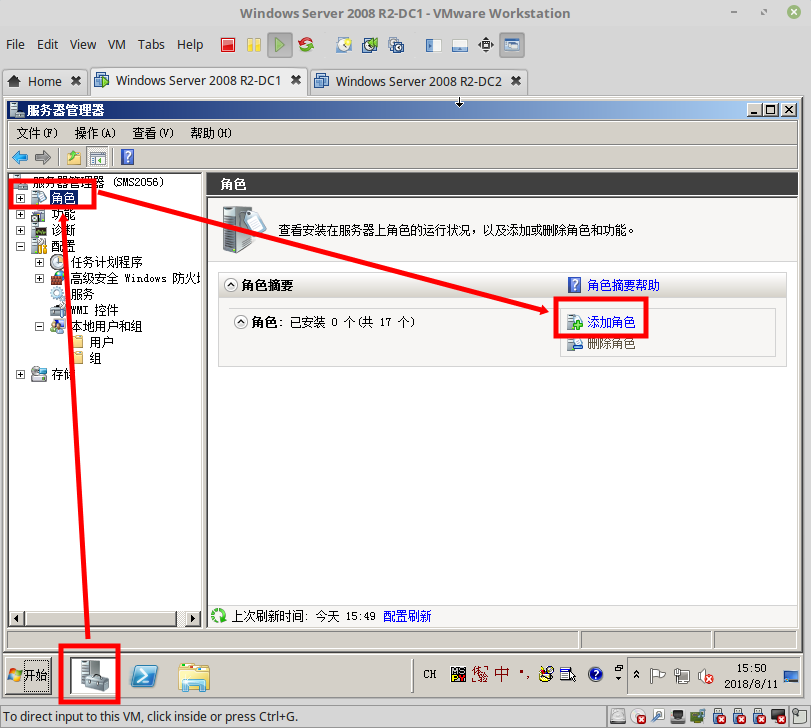 Windows Server 2008 R2-DC1 - VMware Workstation
File Edit View VM Tabs Help
Home Windows Server 2008 R2-DC1 Windows Server 2008 R2-DC2
服务器管理器
文件(F) 操作(A) 查看(V) 帮助(H)
服务器管理器 (SMS2056)
角色
功能
诊断
配置
任务计划程序
高级安全 Windows 防火
服务
WMI 控件
本地用户和组
用户
组
存储
角色
查看安装在服务器上角色的运行状况，以及添加或删除角色和功能。
角色摘要
角色摘要帮助
角色: 已安装 0 个(共 17 个)
添加角色
删除角色
上次刷新时间: 今天 15:49 配置刷新
开始
CH
中
15:50
2018/8/11
To direct input to this VM, click inside or press Ctrl+G.